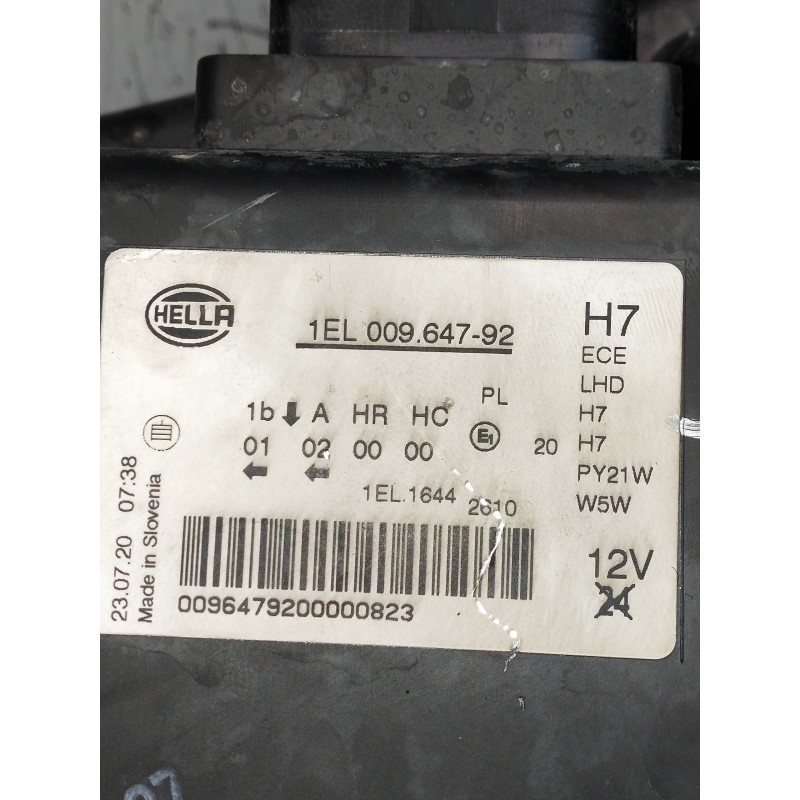 HELLA
1EL 009.647-92
H7
ECE
LHD
H7
H7
PY21W
W5W
12V
24
1b A HR HC PL
01 02 00 00 E1 20
1EL.1644 2610
0096479200000823
23.07.20 07:38
Made in Slovenia